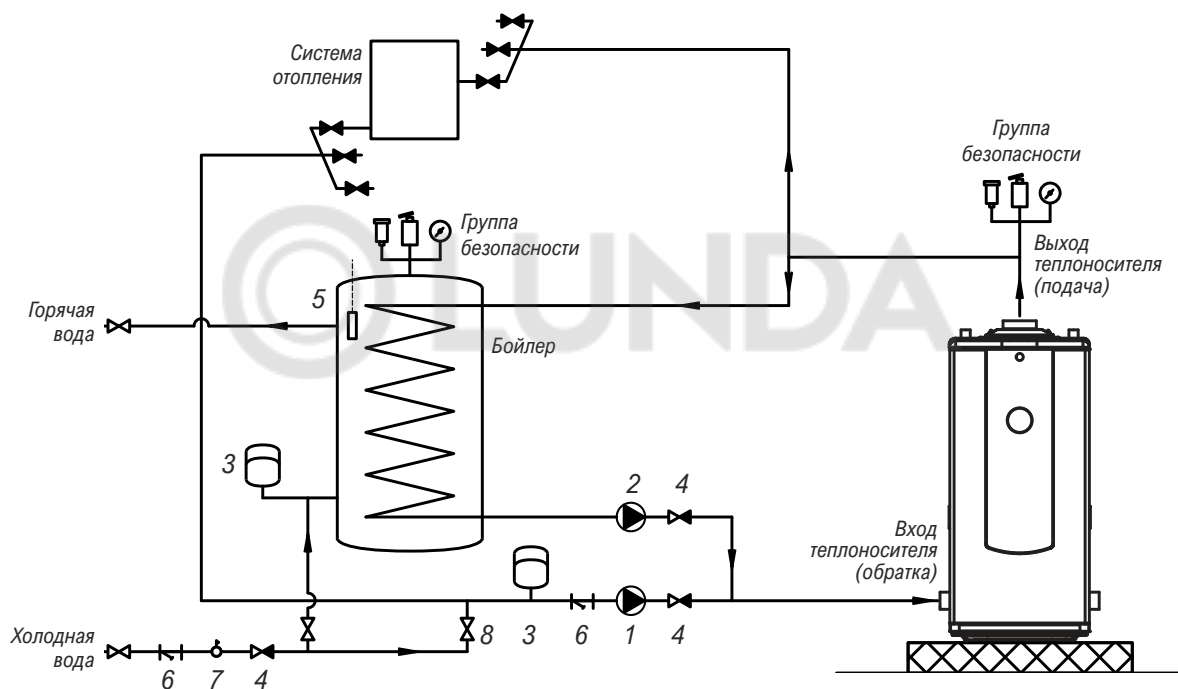 Система
отопления
Группа
безопасности
Группа
безопасности
Выход
теплоносителя
(подача)
LUNDA
5
Горячая
вода
Бойлер
3
2
4
Вход
теплоносителя
(обратка)
Холодная
вода
6
7
4
8
3
6
1
4